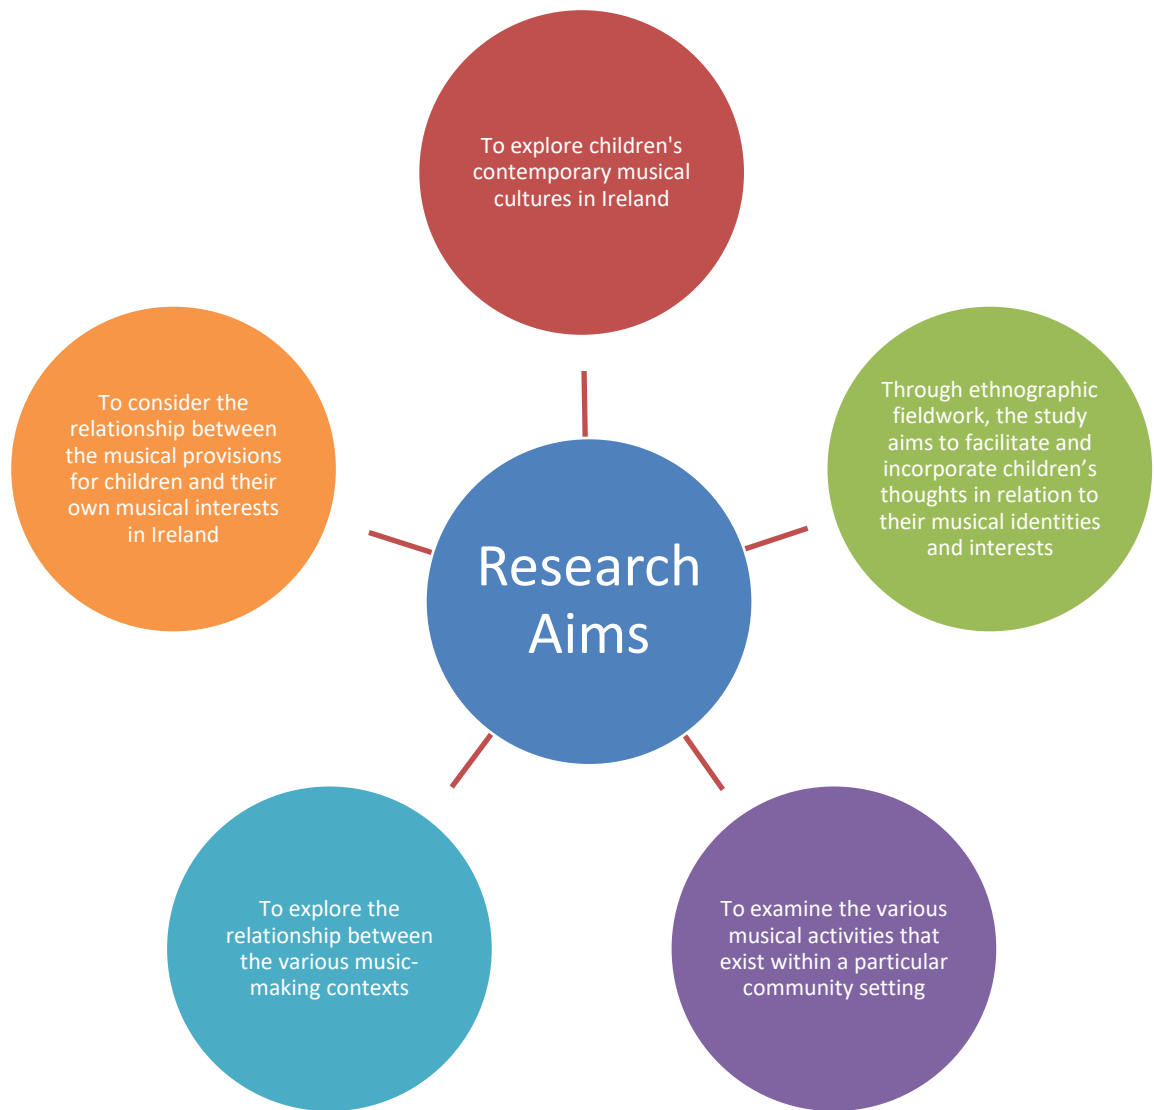 To explore children's
contemporary musical
cultures in Ireland
Through ethnographic
fieldwork, the study
aims to facilitate and
incorporate children’s
thoughts in relation to
their musical identities
and interests
To examine the various
musical activities that
exist within a particular
community setting
To explore the
relationship between
the various music-
making contexts
To consider the
relationship between
the musical provisions
for children and their
own musical interests
in Ireland
Research
Aims